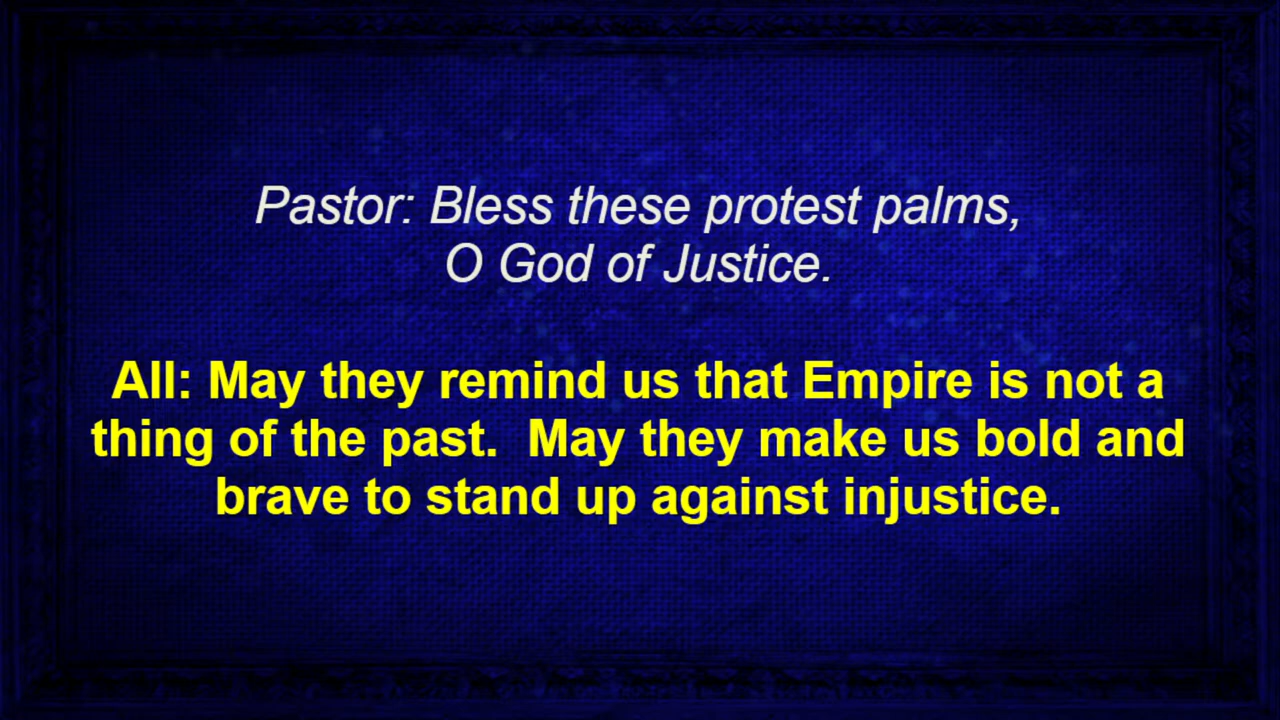 Pastor: Bless these protest palms,
O God of Justice.
All: May they remind us that Empire is not a
thing of the past.  May they make us bold and
brave to stand up against injustice.